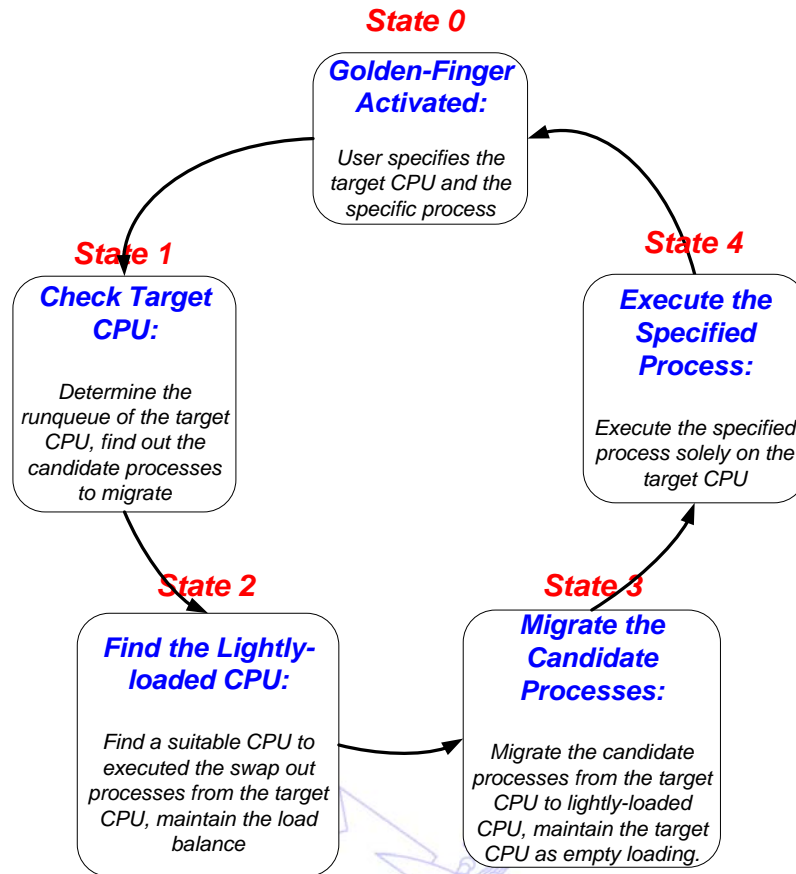 State 0
Golden-Finger
Activated:
User specifies the
target CPU and the
specific process
State 1
Check Target
CPU:
Determine the
runqueue of the target
CPU, find out the
candidate processes
to migrate
State 2
Find the Lightly-
loaded CPU:
Find a suitable CPU to
executed the swap out
processes from the target
CPU, maintain the load
balance
State 3
Migrate the
Candidate
Processes:
Migrate the candidate
processes from the target
CPU to lightly-loaded
CPU, maintain the target
CPU as empty loading.
State 4
Execute the
Specified
Process:
Execute the specified
process solely on the
target CPU